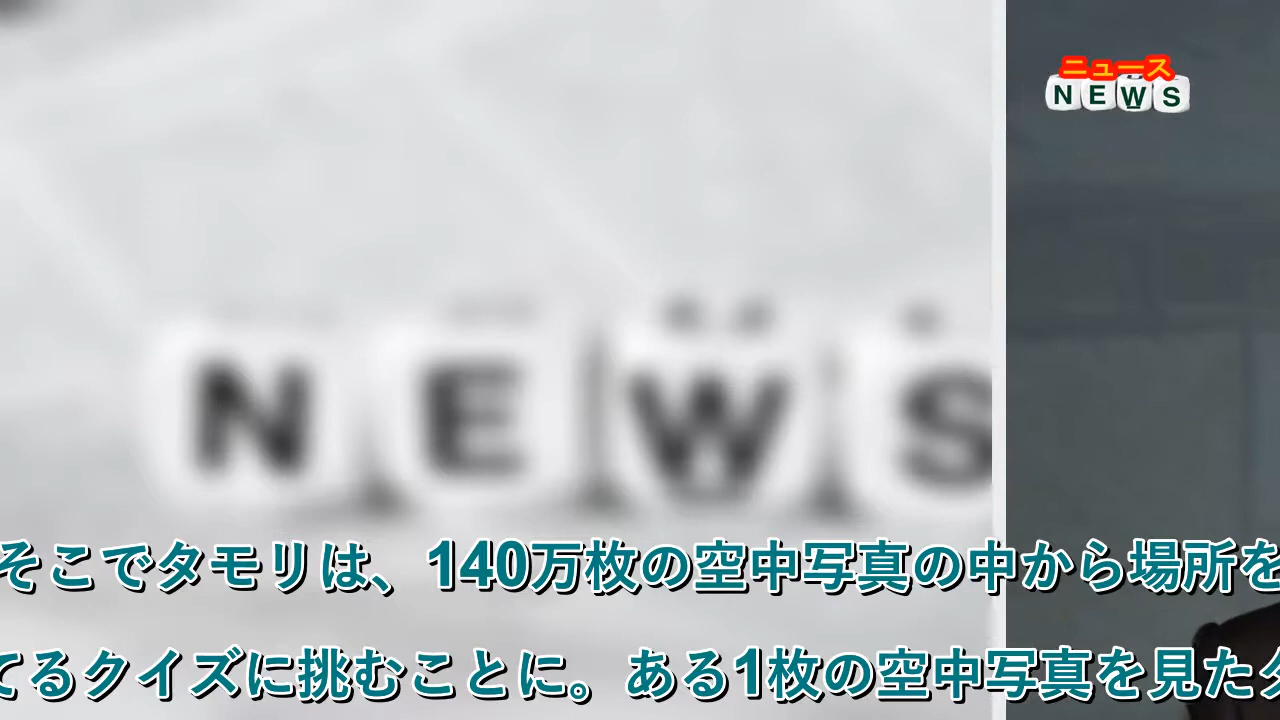 ニュース
NEWS
NEWS
そこでタモリは、140万枚の空中写真の中から場所を
てるクイズに挑むことに。ある1枚の空中写真を見た